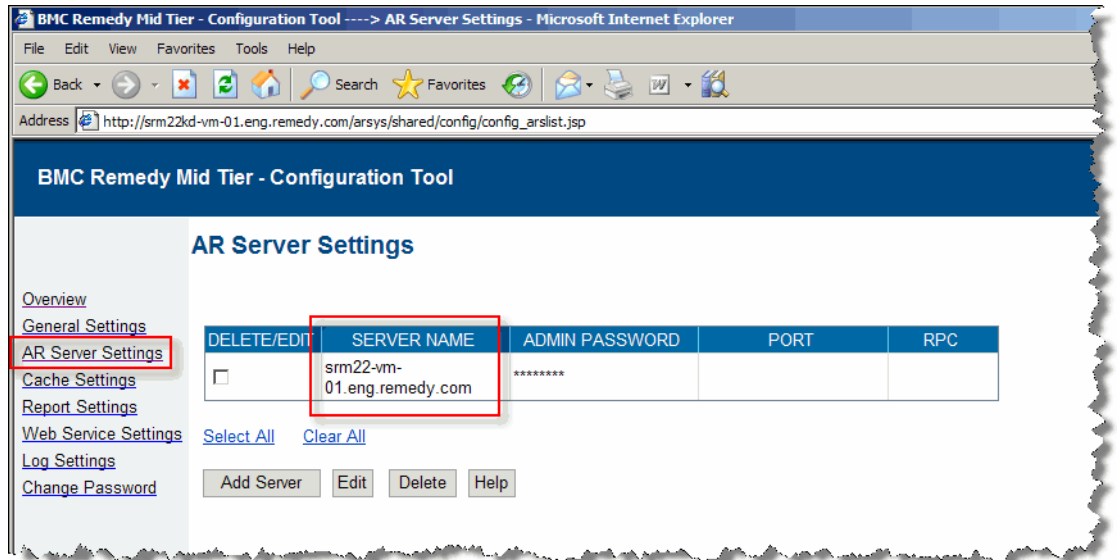 BMC Remedy Mid Tier - Configuration Tool ----> AR Server Settings - Microsoft Internet Explorer
File Edit View Favorites Tools Help
Back Search Favorites
Address http://srm22kd-vm-01.eng.remedy.com/arsys/shared/config/config_arslist.jsp
BMC Remedy Mid Tier - Configuration Tool
AR Server Settings
Overview
General Settings
AR Server Settings
Cache Settings
Report Settings
Web Service Settings
Log Settings
Change Password
DELETE/EDIT SERVER NAME ADMIN PASSWORD PORT RPC
srm22-vm-
01.eng.remedy.com ********
Select All Clear All
Add Server Edit Delete Help